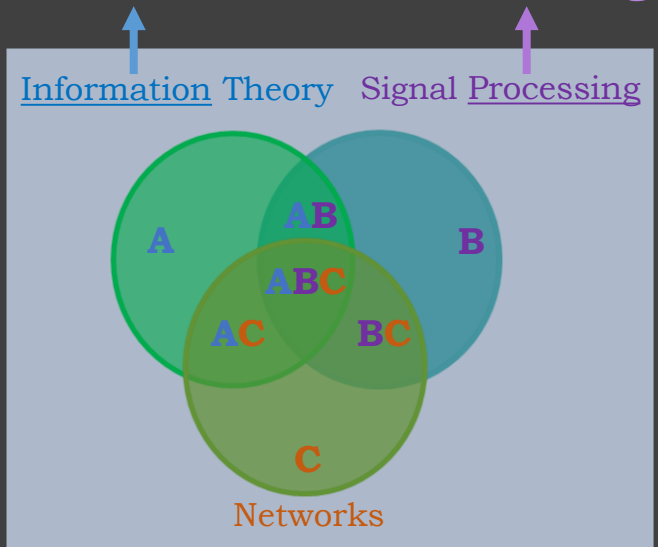 Information Theory Signal Processing
AB
A B
ABC
AC BC
C
Networks